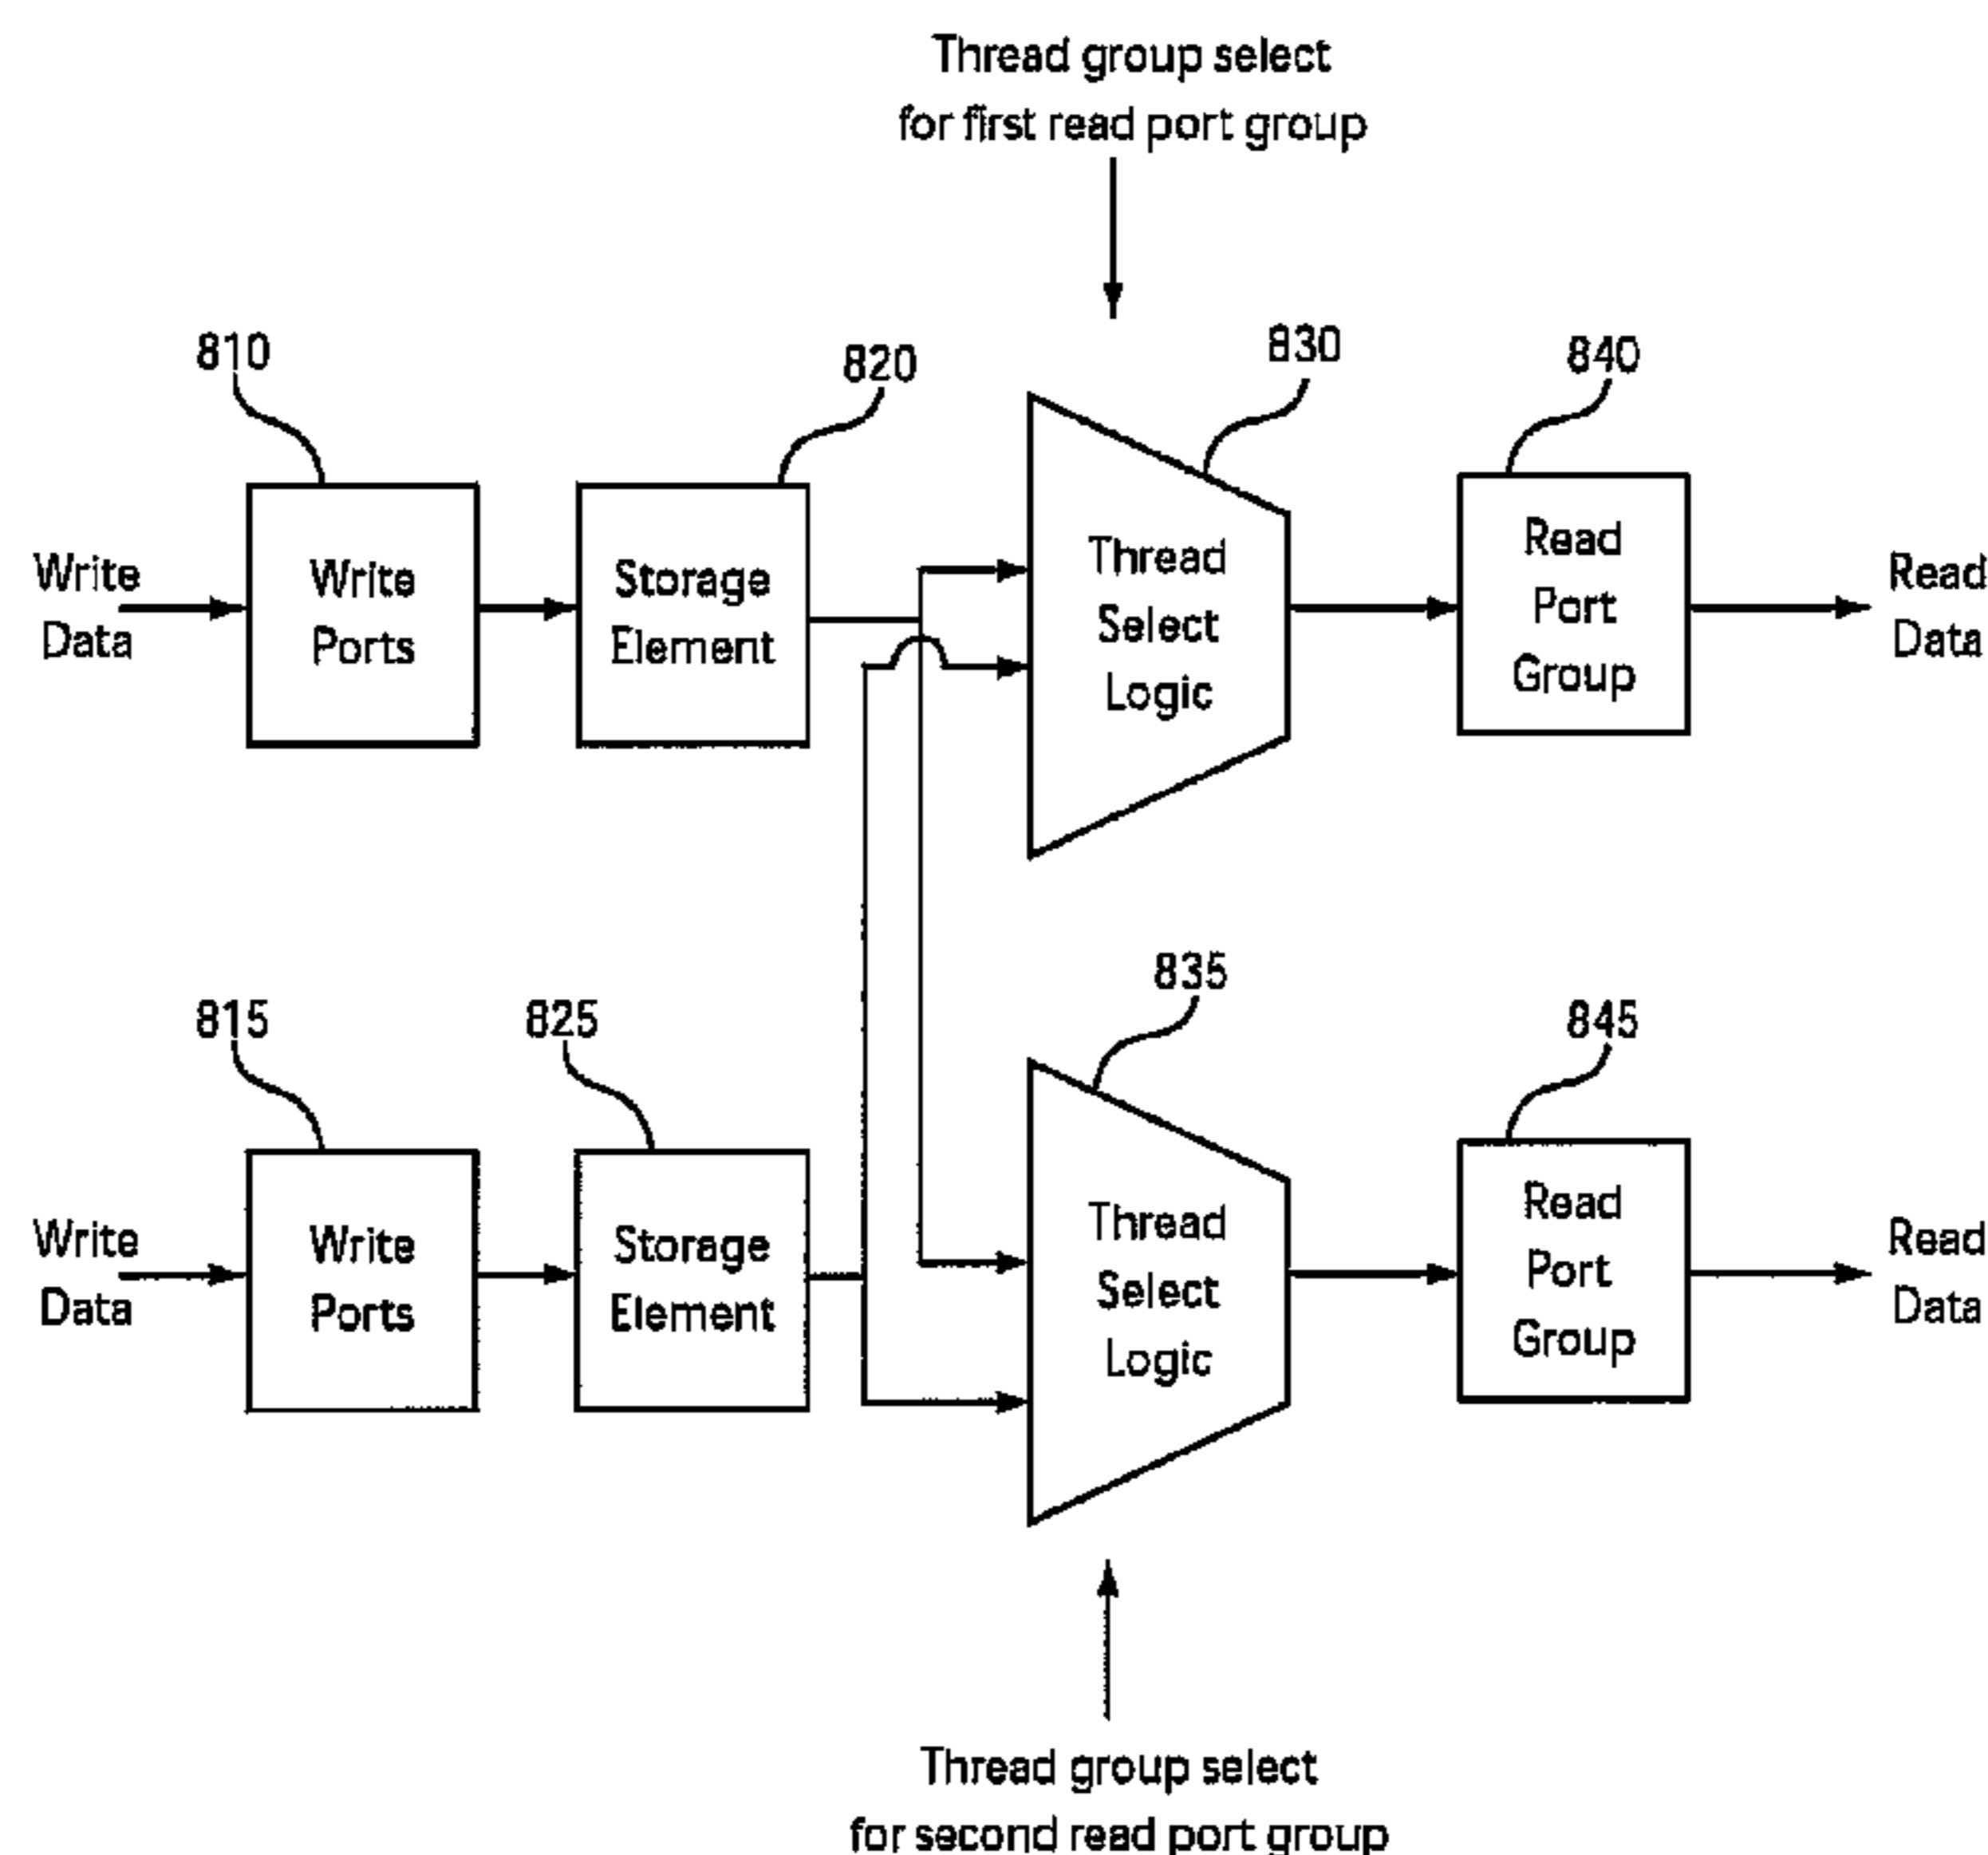 Thread group select
for first read port group
810
820
830
840
Write
Data
Write
Ports
Storage
Element
Thread
Select
Logic
Read
Port
Group
Read
Data
815
825
835
845
Write
Data
Write
Ports
Storage
Element
Thread
Select
Logic
Read
Port
Group
Read
Data
Thread group select
for second read port group